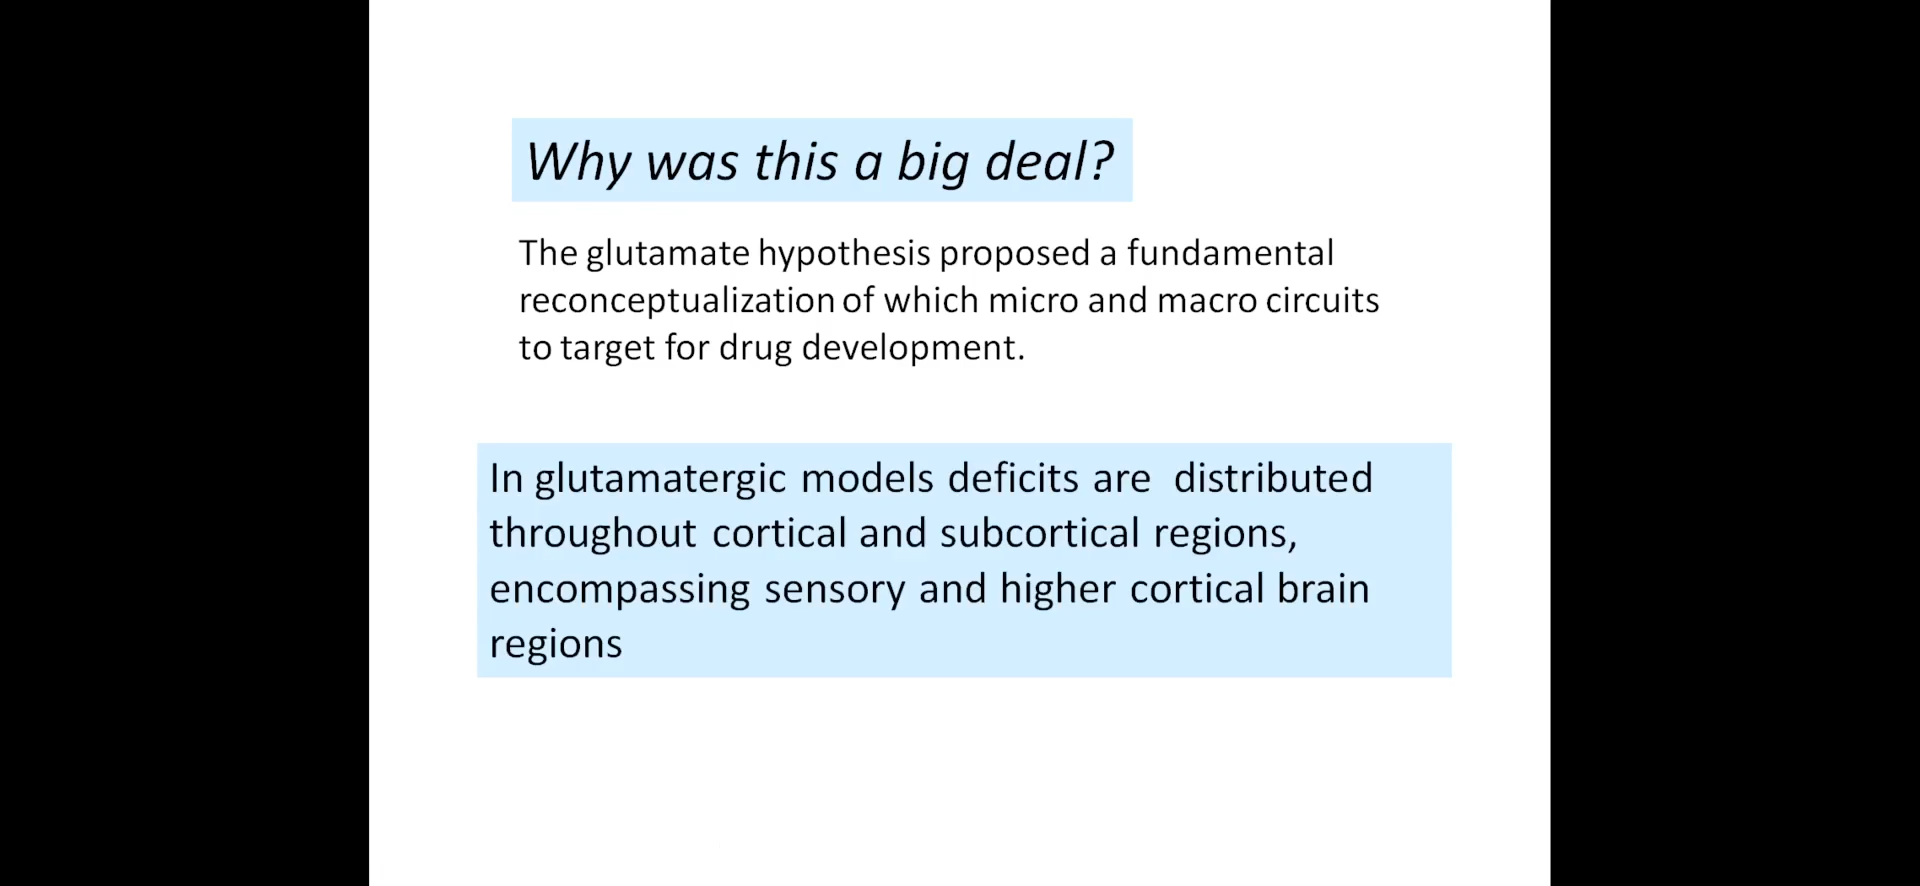 Why was this a big deal?
The glutamate hypothesis proposed a fundamental
reconceptualization of which micro and macro circuits
to target for drug development.
In glutamatergic models deficits are distributed
throughout cortical and subcortical regions,
encompassing sensory and higher cortical brain
regions